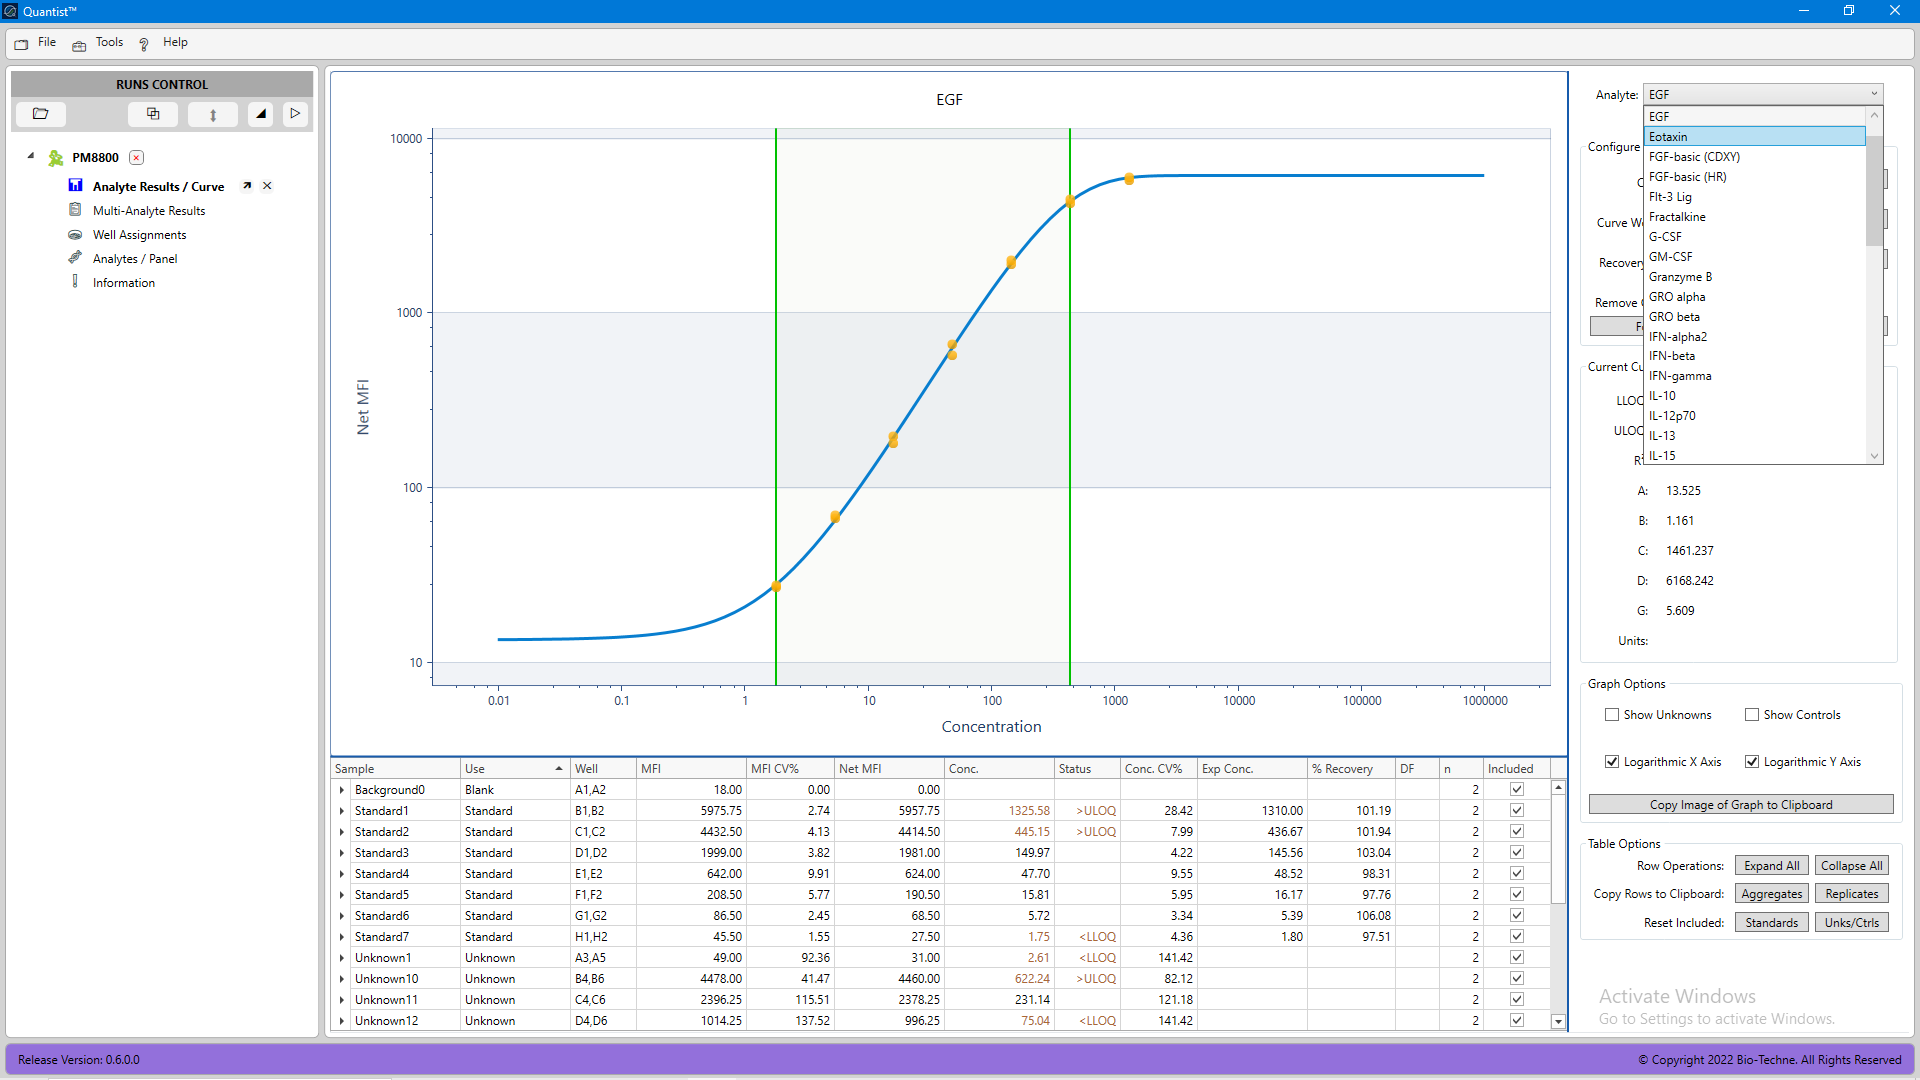 Quantist™
File Tools Help
RUNS CONTROL
PM8800
Analyte Results / Curve
Multi-Analyte Results
Well Assignments
Analytes / Panel
Information
EGF
10000
1000
100
10
Net MFI
0.01 0.1 1 10 100 1000 10000 100000 1000000
Concentration
Sample Use Well MFI MFI CV% Net MFI Conc. Status Conc. CV% Exp Conc. % Recovery DF n Included
Background0 Blank A1,A2 18.00 0.00 0.00 2
Standard1 Standard B1,B2 5975.75 2.74 5957.75 1325.58 >ULOQ 28.42 1310.00 101.19 2
Standard2 Standard C1,C2 4432.50 4.13 4414.50 445.15 >ULOQ 7.99 436.67 101.94 2
Standard3 Standard D1,D2 1999.00 3.82 1981.00 149.97 4.22 145.56 103.04 2
Standard4 Standard E1,E2 642.00 9.91 624.00 47.70 9.55 48.52 98.31 2
Standard5 Standard F1,F2 208.50 5.77 190.50 15.81 5.95 16.17 97.76 2
Standard6 Standard G1,G2 86.50 2.45 68.50 5.72 3.34 5.39 106.08 2
Standard7 Standard H1,H2 45.50 1.55 27.50 1.75 <LLOQ 4.36 1.80 97.51 2
Unknown1 Unknown A3,A5 49.00 92.36 31.00 2.61 <LLOQ 141.42 2
Unknown10 Unknown B4,B6 4478.00 41.47 4460.00 622.24 >ULOQ 82.12 2
Unknown11 Unknown C4,C6 2396.25 115.51 2378.25 231.14 121.18 2
Unknown12 Unknown D4,D6 1014.25 137.52 996.25 75.04 <LLOQ 141.42 2
Analyte: EGF
EGF
Eotaxin
FGF-basic (CDXY)
FGF-basic (HR)
Flt-3 Lig
Fractalkine
G-CSF
GM-CSF
Granzyme B
GRO alpha
GRO beta
IFN-alpha2
IFN-beta
IFN-gamma
IL-10
IL-12p70
IL-13
IL-15
Configure
Curve
Recovery
Remove
Current
A: 13.525
B: 1.161
C: 1461.237
D: 6168.242
G: 5.609
Units:
Graph Options
Show Unknowns Show Controls
Logarithmic X Axis Logarithmic Y Axis
Copy Image of Graph to Clipboard
Table Options
Row Operations: Expand All Collapse All
Copy Rows to Clipboard: Aggregates Replicates
Reset Included: Standards Unks/Ctrls
Activate Windows
Go to Settings to activate Windows.
Release Version: 0.6.0.0
© Copyright 2022 Bio-Techne. All Rights Reserved